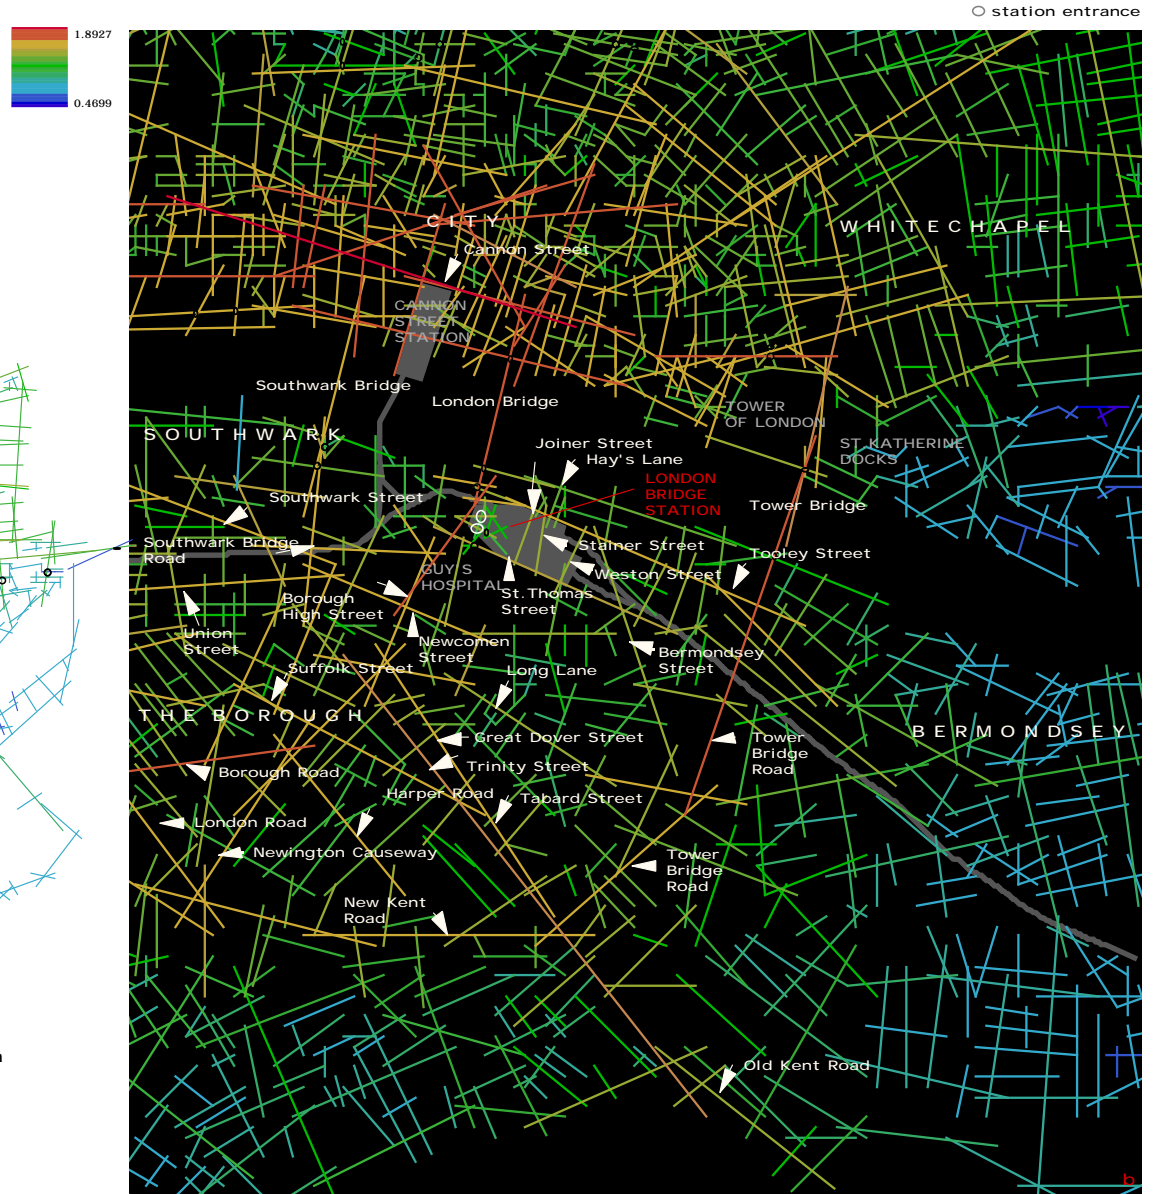 station entrance
1.8927
0.4699
CITY
WHITECHAPEL
Cannon Street
CANNON
STREET
STATION
Southwark Bridge
London Bridge
TOWER
OF LONDON
SOUTHWARK
Joiner Street
Hay's Lane
ST KATHERINE
DOCKS
LONDON
BRIDGE
STATION
Southwark Street
Tower Bridge
Southwark Bridge
Road
Stainer Street
Tooley Street
GUY'S
HOSPITAL
Weston Street
St.Thomas
Street
Borough
High Street
Union
Street
Newcomen
Street
Bermondsey
Street
Suffolk Street
Long Lane
THE BOROUGH
BERMONDSEY
Great Dover Street
Tower
Bridge
Road
Borough Road
Trinity Street
Harper Road
Tabard Street
London Road
Newington Causeway
Tower
Bridge
Road
New Kent
Road
Old Kent Road
b